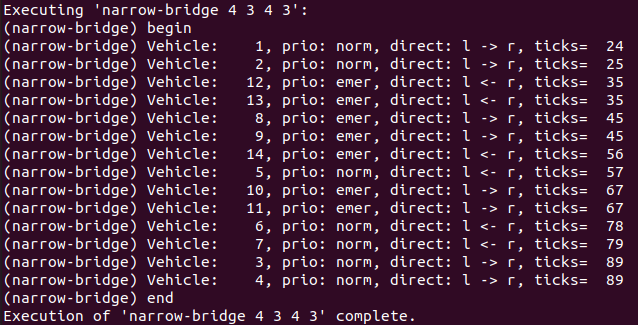 Executing 'narrow-bridge 4 3 4 3':
(narrow-bridge) begin
(narrow-bridge) Vehicle:    1, prio: norm, direct: l -> r, ticks=  24
(narrow-bridge) Vehicle:    2, prio: norm, direct: l -> r, ticks=  25
(narrow-bridge) Vehicle:   12, prio: emer, direct: l <- r, ticks=  35
(narrow-bridge) Vehicle:   13, prio: emer, direct: l <- r, ticks=  35
(narrow-bridge) Vehicle:    8, prio: emer, direct: l -> r, ticks=  45
(narrow-bridge) Vehicle:    9, prio: emer, direct: l -> r, ticks=  45
(narrow-bridge) Vehicle:   14, prio: emer, direct: l <- r, ticks=  56
(narrow-bridge) Vehicle:    5, prio: norm, direct: l <- r, ticks=  57
(narrow-bridge) Vehicle:   10, prio: emer, direct: l -> r, ticks=  67
(narrow-bridge) Vehicle:   11, prio: emer, direct: l -> r, ticks=  67
(narrow-bridge) Vehicle:    6, prio: norm, direct: l <- r, ticks=  78
(narrow-bridge) Vehicle:    7, prio: norm, direct: l <- r, ticks=  79
(narrow-bridge) Vehicle:    3, prio: norm, direct: l -> r, ticks=  89
(narrow-bridge) Vehicle:    4, prio: norm, direct: l -> r, ticks=  89
(narrow-bridge) end
Execution of 'narrow-bridge 4 3 4 3' complete.